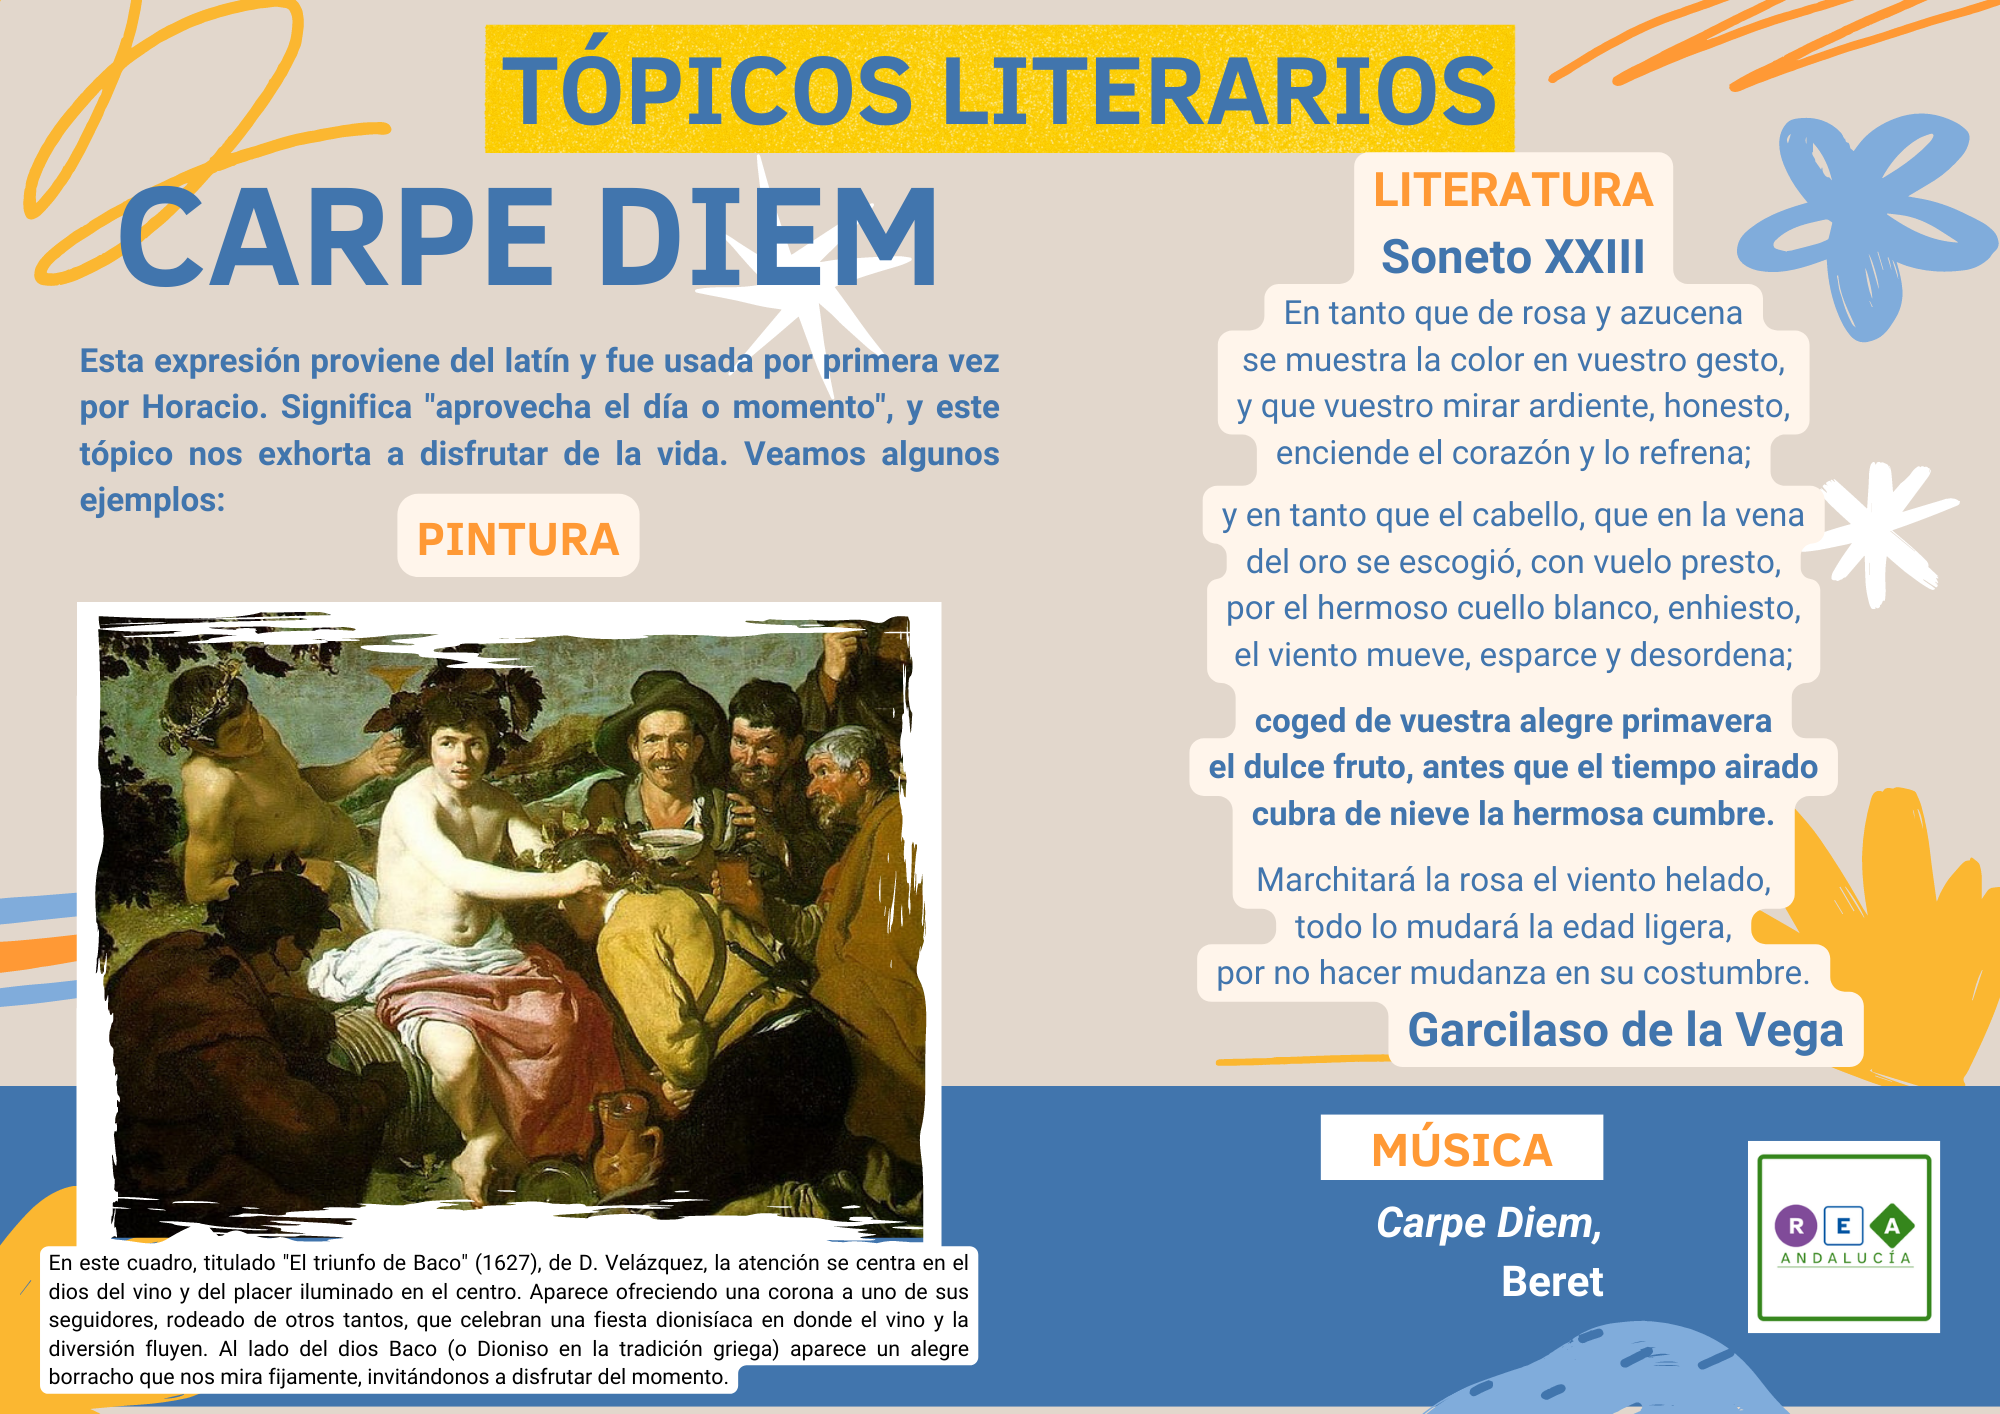 TÓPICOS LITERARIOS
CARPE DIEM
Esta expresión proviene del latín y fue usada por primera vez
por Horacio. Significa "aprovecha el día o momento", y este
tópico nos exhorta a disfrutar de la vida. Veamos algunos
ejemplos:
PINTURA
En este cuadro, titulado "El triunfo de Baco" (1627), de D. Velázquez, la atención se centra en el
dios del vino y del placer iluminado en el centro. Aparece ofreciendo una corona a uno de sus
seguidores, rodeado de otros tantos, que celebran una fiesta dionisíaca en donde el vino y la
diversión fluyen. Al lado del dios Baco (o Dioniso en la tradición griega) aparece un alegre
borracho que nos mira fijamente, invitándonos a disfrutar del momento.
LITERATURA
Soneto XXIII
En tanto que de rosa y azucena
se muestra la color en vuestro gesto,
y que vuestro mirar ardiente, honesto,
enciende el corazón y lo refrena;
y en tanto que el cabello, que en la vena
del oro se escogió, con vuelo presto,
por el hermoso cuello blanco, enhiesto,
el viento mueve, esparce y desordena;
coged de vuestra alegre primavera
el dulce fruto, antes que el tiempo airado
cubra de nieve la hermosa cumbre.
Marchitará la rosa el viento helado,
todo lo mudará la edad ligera,
por no hacer mudanza en su costumbre.
Garcilaso de la Vega
MÚSICA
Carpe Diem,
Beret
R E A
ANDALUCÍA